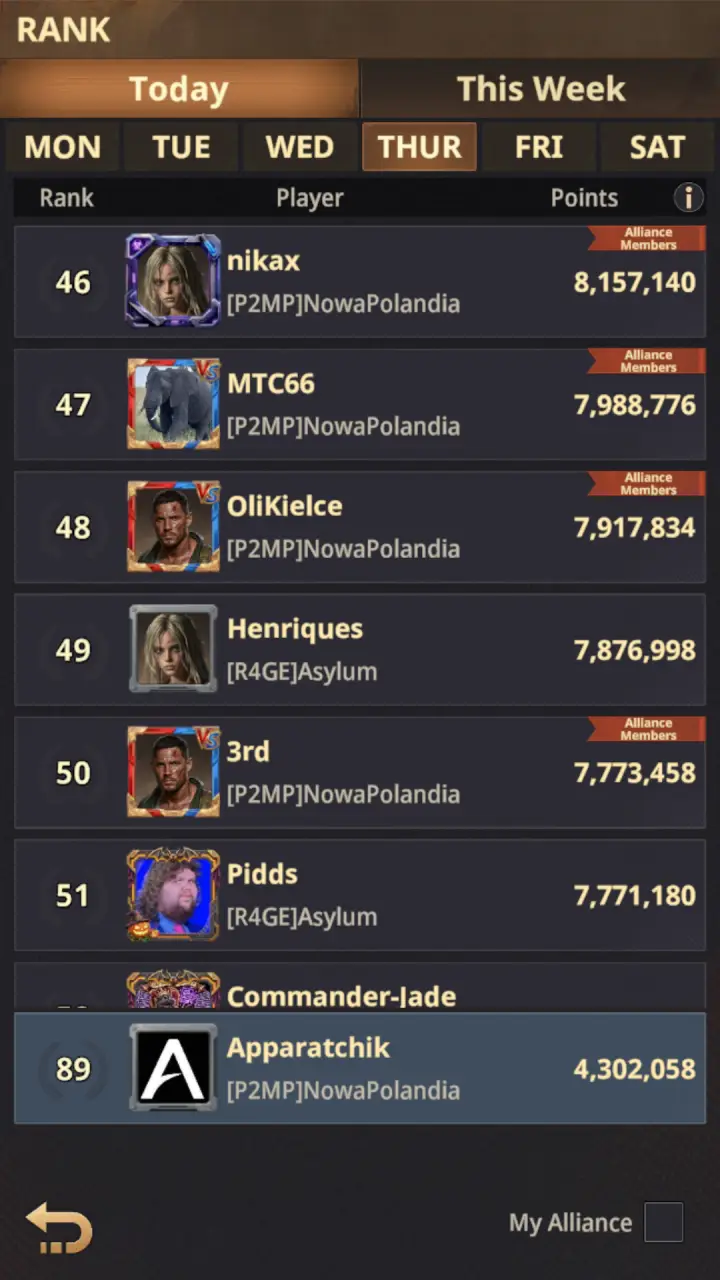 RANK
Today
This Week
MON
TUE
WED
THUR
FRI
SAT
Rank
Player
Points
Alliance
Members
46
nikax
[P2MP]NowaPolandia
8,157,140
Alliance
Members
47
MTC66
[P2MP]NowaPolandia
7,988,776
Alliance
Members
48
OliKielce
[P2MP]NowaPolandia
7,917,834
49
Henriques
[R4GE]Asylum
7,876,998
Alliance
Members
50
3rd
[P2MP]NowaPolandia
7,773,458
51
Pidds
[R4GE]Asylum
7,771,180
Commander-Jade
89
Apparatchik
[P2MP]NowaPolandia
4,302,058
My Alliance